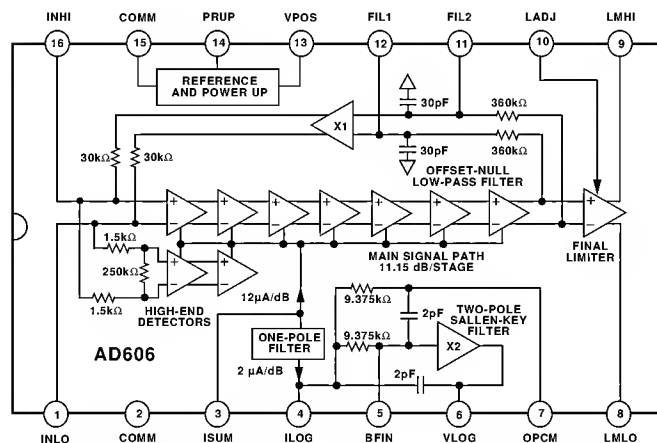 INHI COMM PRUP VPOS FIL1 FIL2 LADJ LMHI
16 15 14 13 12 11 10 9
REFERENCE
AND POWER UP
30pF
360kΩ
X1
30kΩ
30kΩ
30pF
360kΩ
OFFSET-NULL
LOW-PASS FILTER
+ + + + + + + +
– – – – – – – –
1.5kΩ
250kΩ
1.5kΩ
+ +
– –
HIGH-END
DETECTORS
MAIN SIGNAL PATH
11.15 dB/STAGE
FINAL
LIMITER
12µA/dB
ONE-POLE
FILTER
2 µA/dB
9.375kΩ
9.375kΩ
2pF
2pF
TWO-POLE
SALLEN-KEY
FILTER
X2
AD606
1 2 3 4 5 6 7 8
INLO COMM ISUM ILOG BFIN VLOG OPCM LMLO